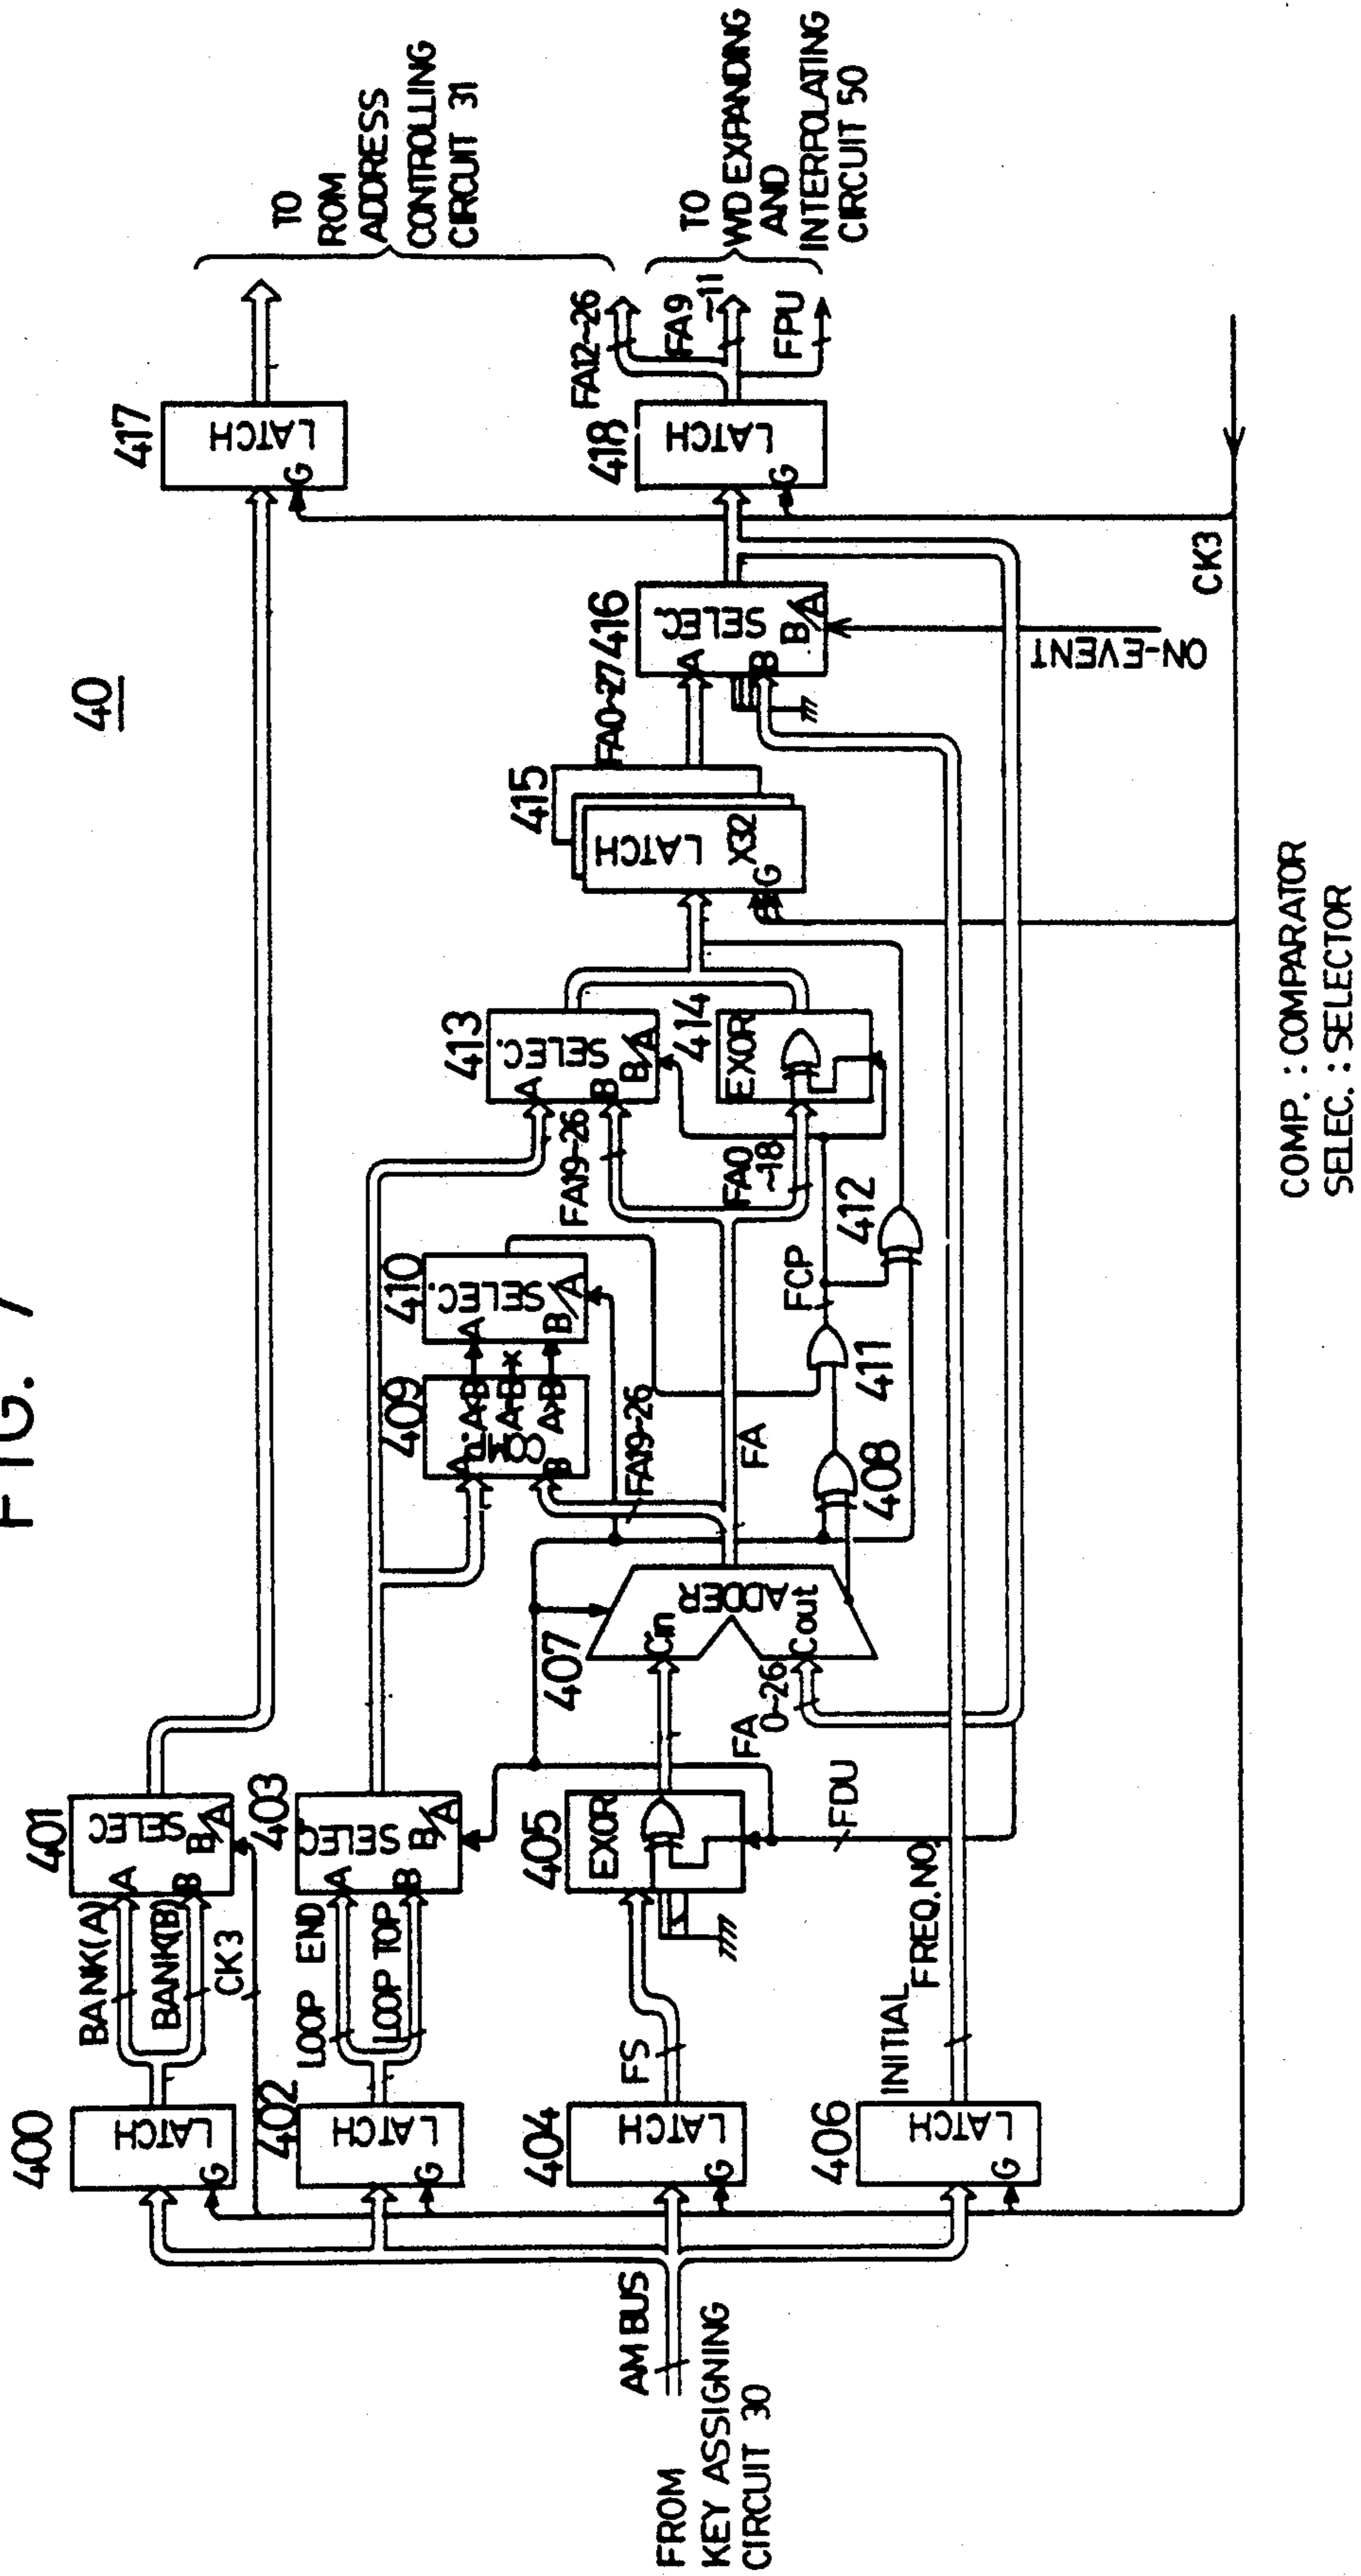 FIG. 7
40
FROM
KEY ASSIGNING
CIRCUIT 30
AM BUS
400
LATCH
G
BANK(A)
BANK(B)
CK3
401
SELEC
A
B
B/A
402
LATCH
G
LOOP END
LOOP TOP
403
SELEC
A
B
B/A
404
LATCH
G
FS
405
EXOR
406
LATCH
G
INITIAL
FREQ.NO.
FDU
FA
0~26
407
Cin
ADDER
Cout
408
FA19~26
FA
409
A
B
A<B
A=B
A>B
x
410
SELEC.
A
B/A
411
FCP
412
FA19~26
FA0
~18
413
SELEC.
A
B
B/A
414
EXOR
415
LATCH
X32
G
FA0~27
416
SELEC.
A
B
B/A
ON-EVENT
CK3
417
LATCH
G
418
LATCH
G
FA12~26
FA9
~11
FPU
TO
ROM
ADDRESS
CONTROLLING
CIRCUIT 31
TO
WD EXPANDING
AND
INTERPOLATING
CIRCUIT 50
COMP. : COMPARATOR
SELEC. : SELECTOR